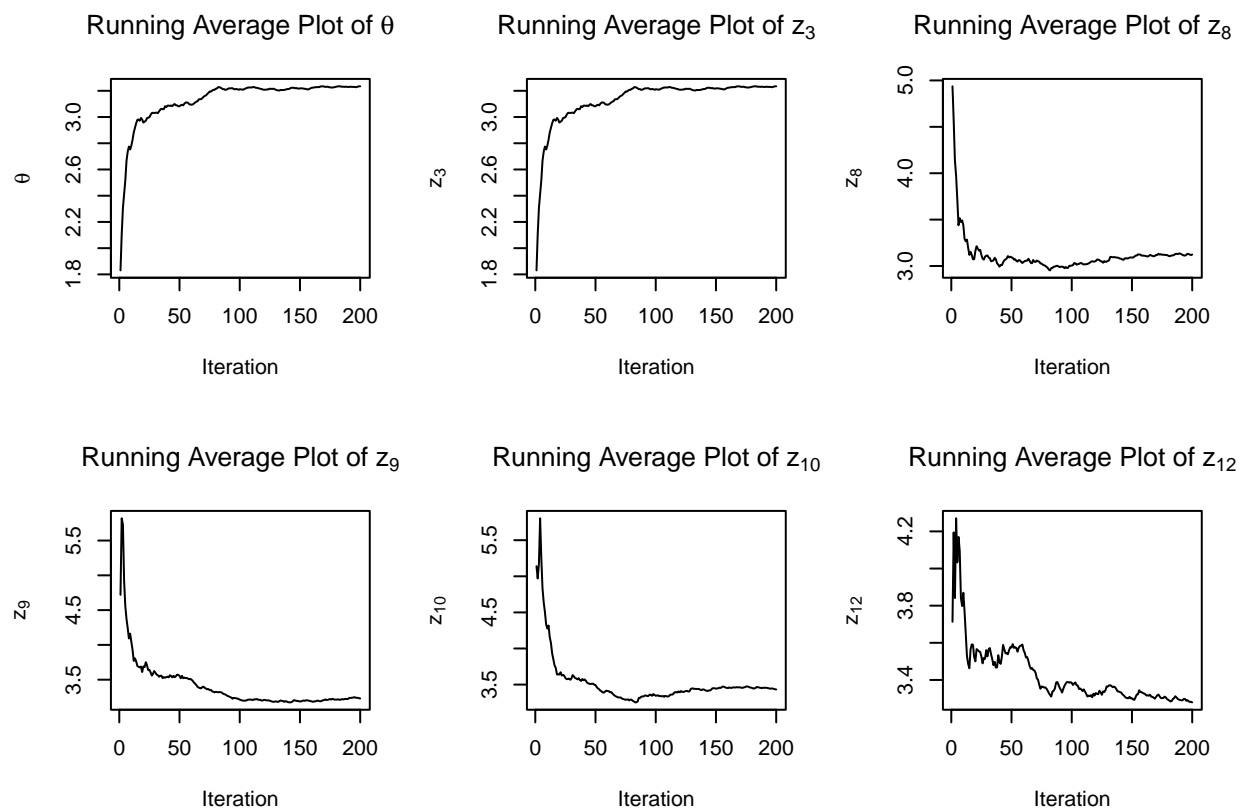 Running Average Plot of θ
Running Average Plot of z3
Running Average Plot of z8
θ
1.8 2.2 2.6 3.0
0 50 100 150 200
Iteration
z3
1.8 2.2 2.6 3.0
0 50 100 150 200
Iteration
z8
3.0 4.0 5.0
0 50 100 150 200
Iteration
Running Average Plot of z9
Running Average Plot of z10
Running Average Plot of z12
z9
3.5 4.5 5.5
0 50 100 150 200
Iteration
z10
3.5 4.5 5.5
0 50 100 150 200
Iteration
z12
3.4 3.8 4.2
0 50 100 150 200
Iteration